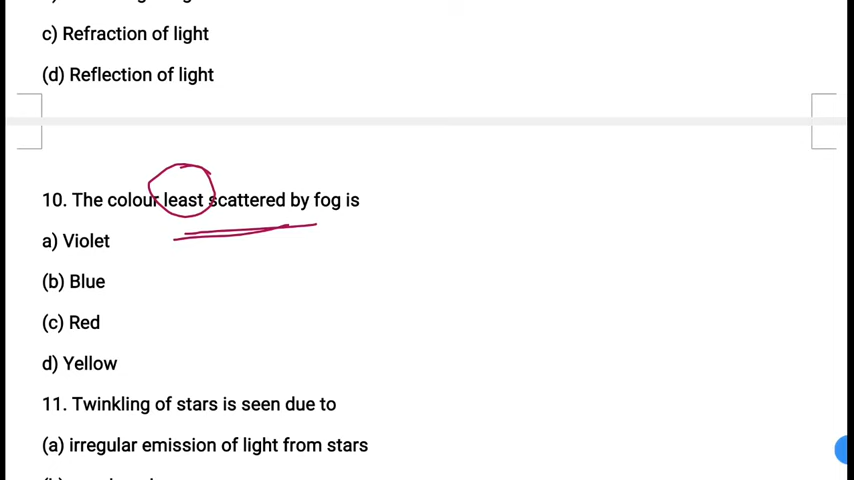 c) Refraction of light
(d) Reflection of light
10. The colour least scattered by fog is
a) Violet
(b) Blue
(c) Red
d) Yellow
11. Twinkling of stars is seen due to
(a) irregular emission of light from stars